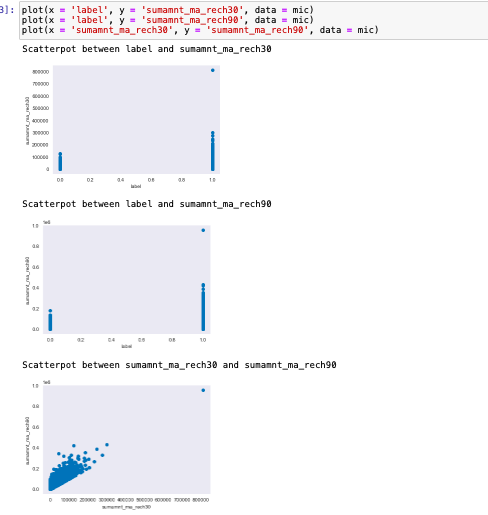 3]: plot(x = 'label', y = 'sumamnt_ma_rech30', data = mic)
plot(x = 'label', y = 'sumamnt_ma_rech90', data = mic)
plot(x = 'sumamnt_ma_rech30', y = 'sumamnt_ma_rech90', data = mic)
Scatterpot between label and sumamnt_ma_rech30
800000
700000
600000
500000
400000
300000
200000
100000
0
sumamnt_ma_rech30
0.0 0.2 0.4 0.6 0.8 1.0
label
Scatterpot between label and sumamnt_ma_rech90
1e6
1.0
0.8
0.6
0.4
0.2
0.0
sumamnt_ma_rech90
0.0 0.2 0.4 0.6 0.8 1.0
label
Scatterpot between sumamnt_ma_rech30 and sumamnt_ma_rech90
1e6
1.0
0.8
0.6
0.4
0.2
0.0
sumamnt_ma_rech90
0 100000 200000 300000 400000 500000 600000 700000 800000
sumamnt_ma_rech30